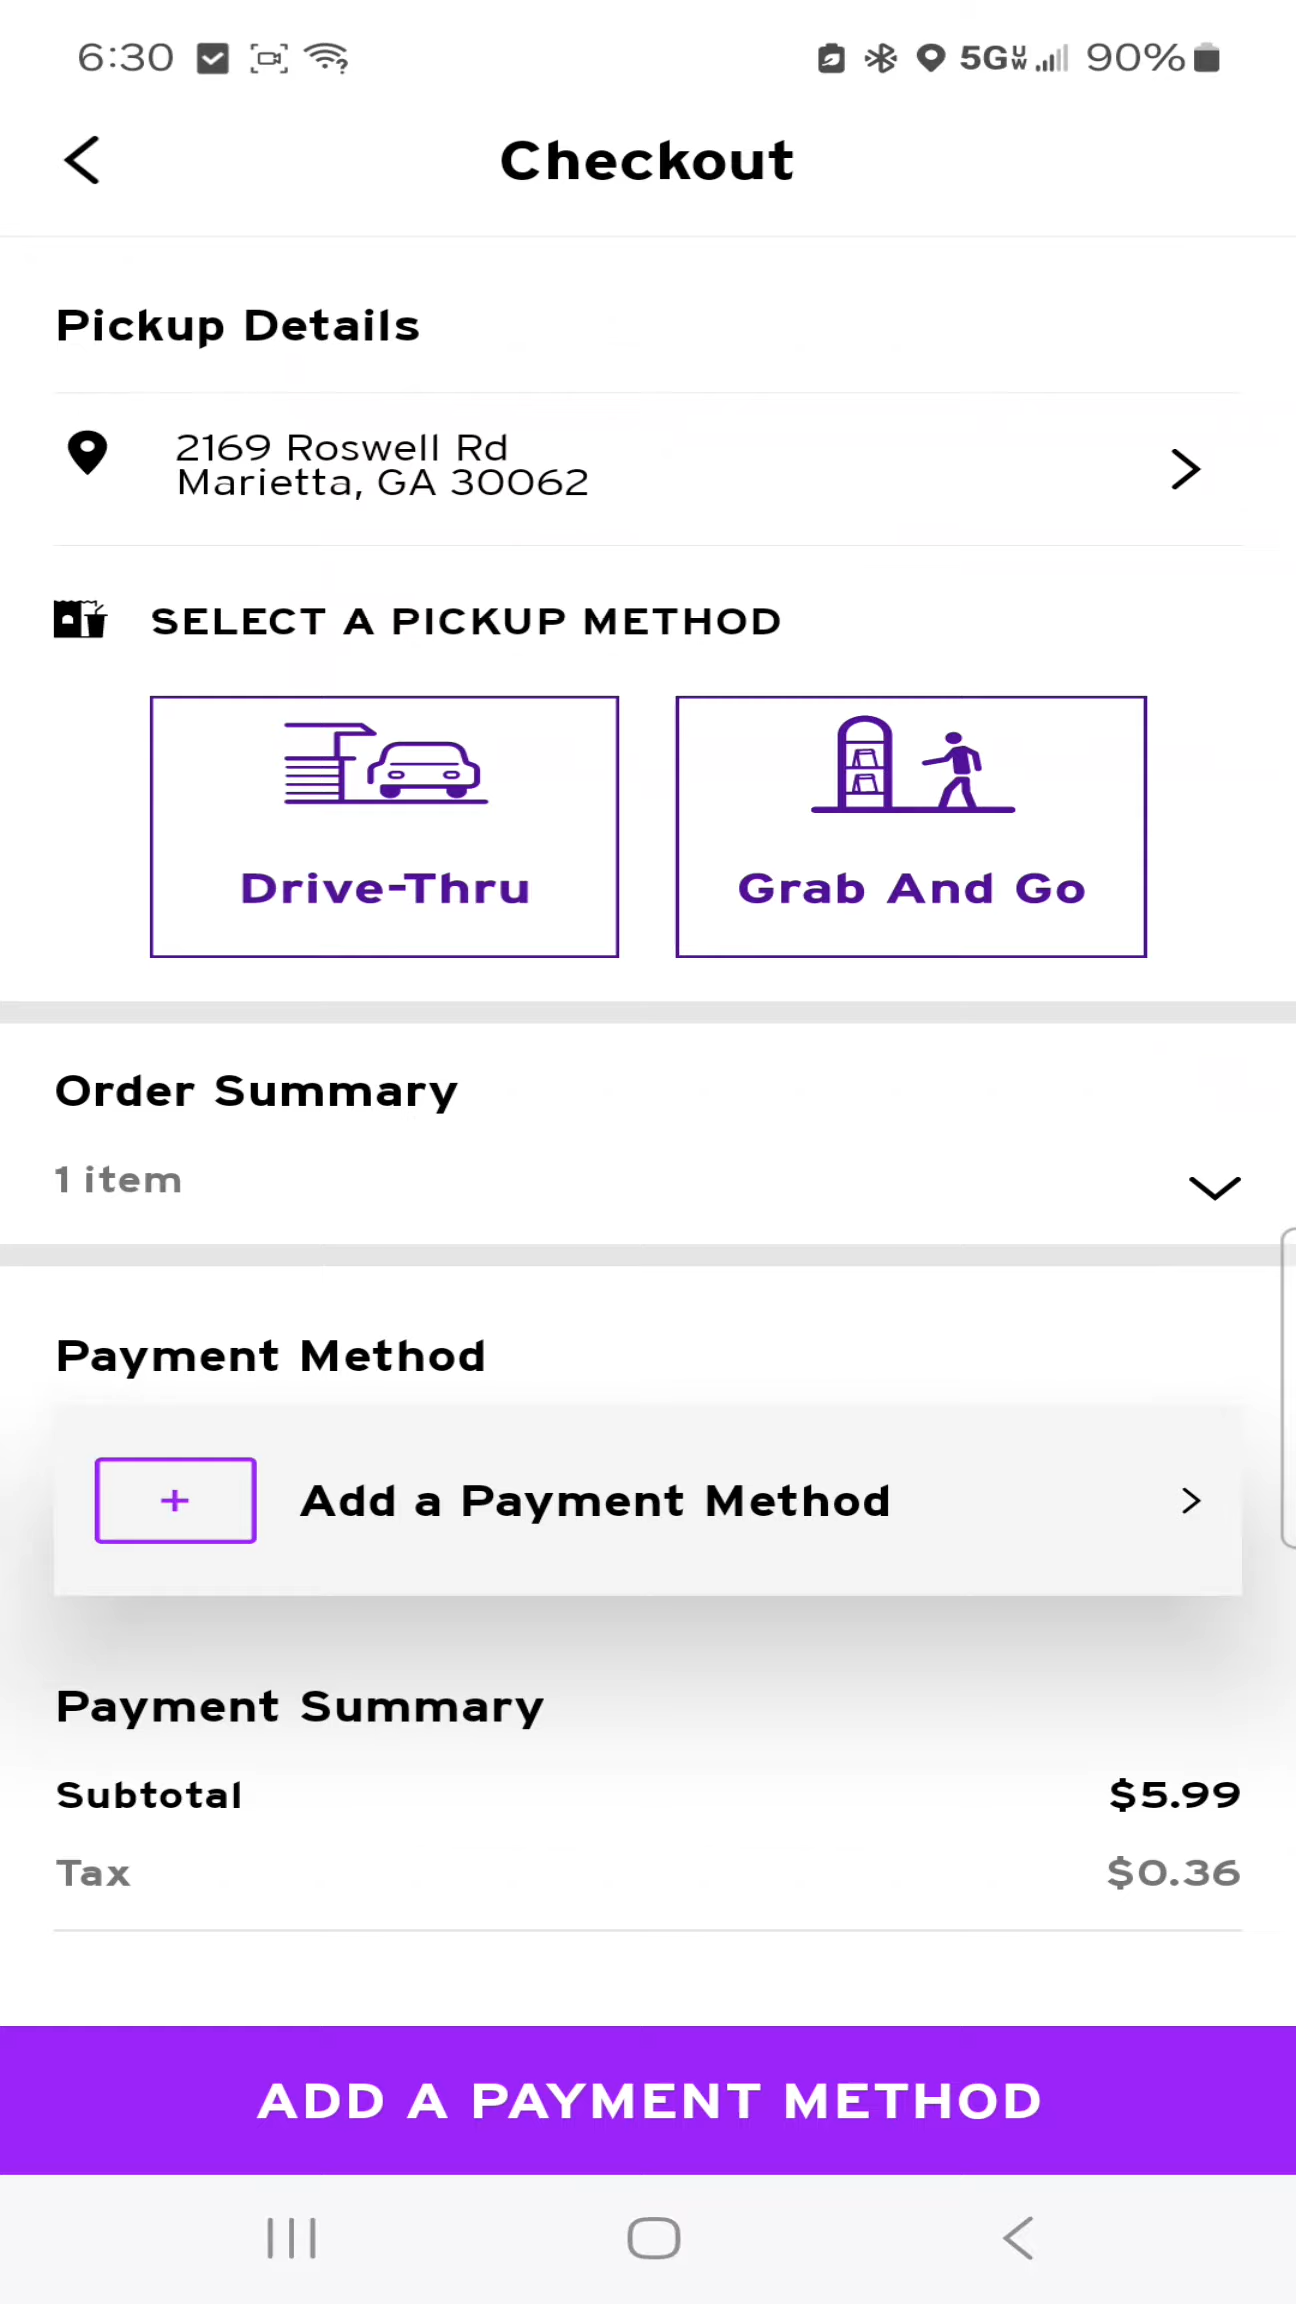 6:30
5G UW 90%
Checkout
Pickup Details
2169 Roswell Rd
Marietta, GA 30062
SELECT A PICKUP METHOD
Drive-Thru
Grab And Go
Order Summary
1 item
Payment Method
+ Add a Payment Method
Payment Summary
Subtotal $5.99
Tax $0.36
ADD A PAYMENT METHOD